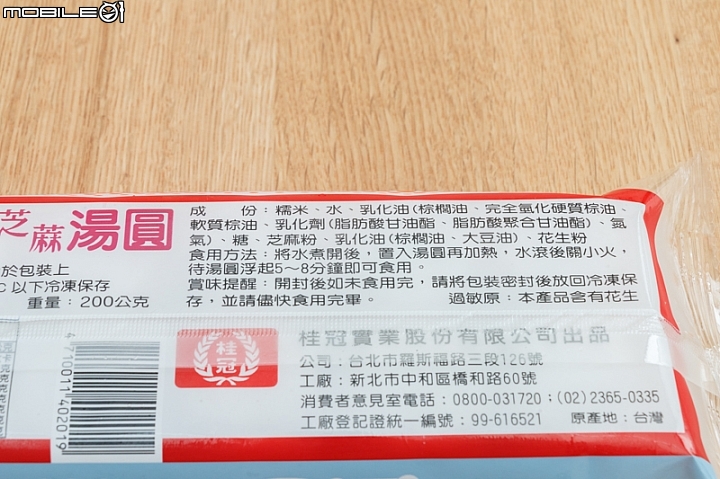 MOBILE01
芝蔴湯圓
成 份：糯米、水、乳化油(棕櫚油、完全氫化硬質棕油、
軟質棕油、乳化劑(脂肪酸甘油酯、脂肪酸聚合甘油酯)、氮
氣)、糖、芝麻粉、乳化油(棕櫚油、大豆油)、花生粉
食用方法：將水煮開後，置入湯圓再加熱，水滾後關小火，
待湯圓浮起5～8分鐘即可食用。
賞味提醒：開封後如未食用完，請將包裝密封後放回冷凍保
存，並請儘快食用完畢。 過敏原：本產品含有花生
於包裝上
C 以下冷凍保存
重量：200公克
桂冠
桂冠實業股份有限公司出品
公司：台北市羅斯福路三段126號
工廠：新北市中和區橋和路60號
消費者意見室電話：0800-031720；(02)2365-0335
工廠登記證統一編號：99-616521 原產地：台灣
4710011402019